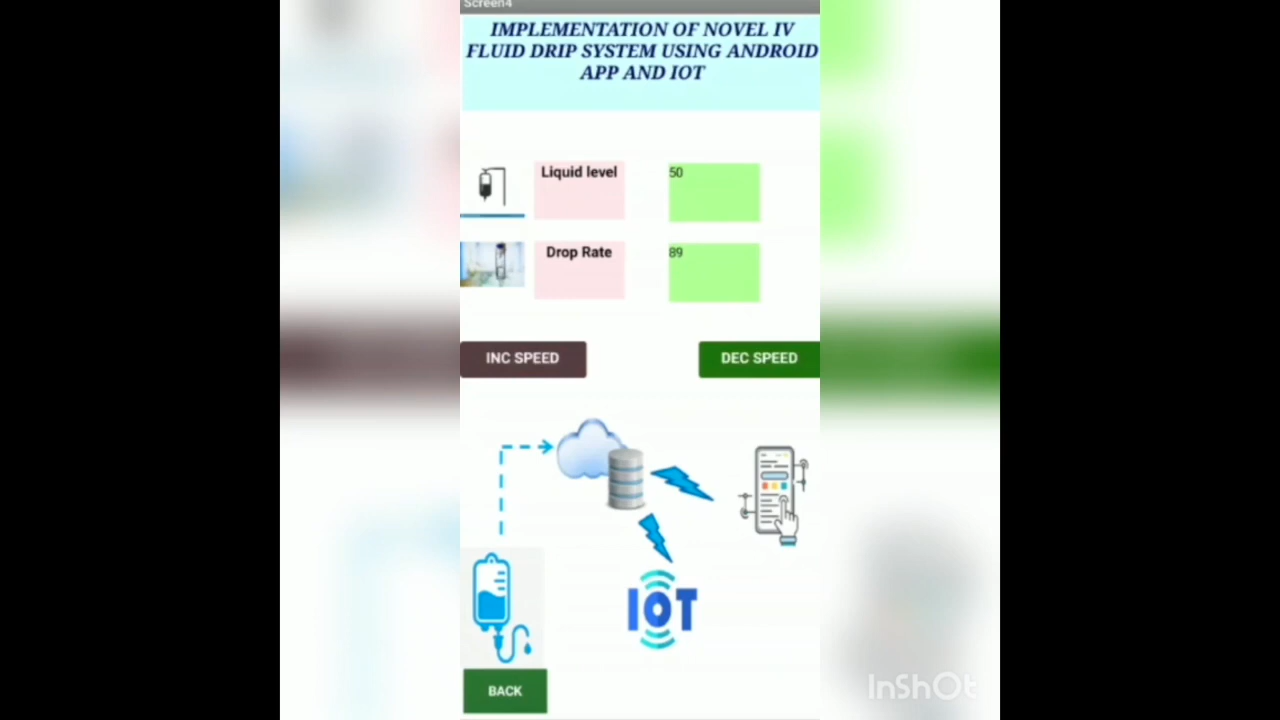 Screen4
IMPLEMENTATION OF NOVEL IV
FLUID DRIP SYSTEM USING ANDROID
APP AND IOT
Liquid level
50
Drop Rate
89
INC SPEED
DEC SPEED
IOT
BACK
InShOt